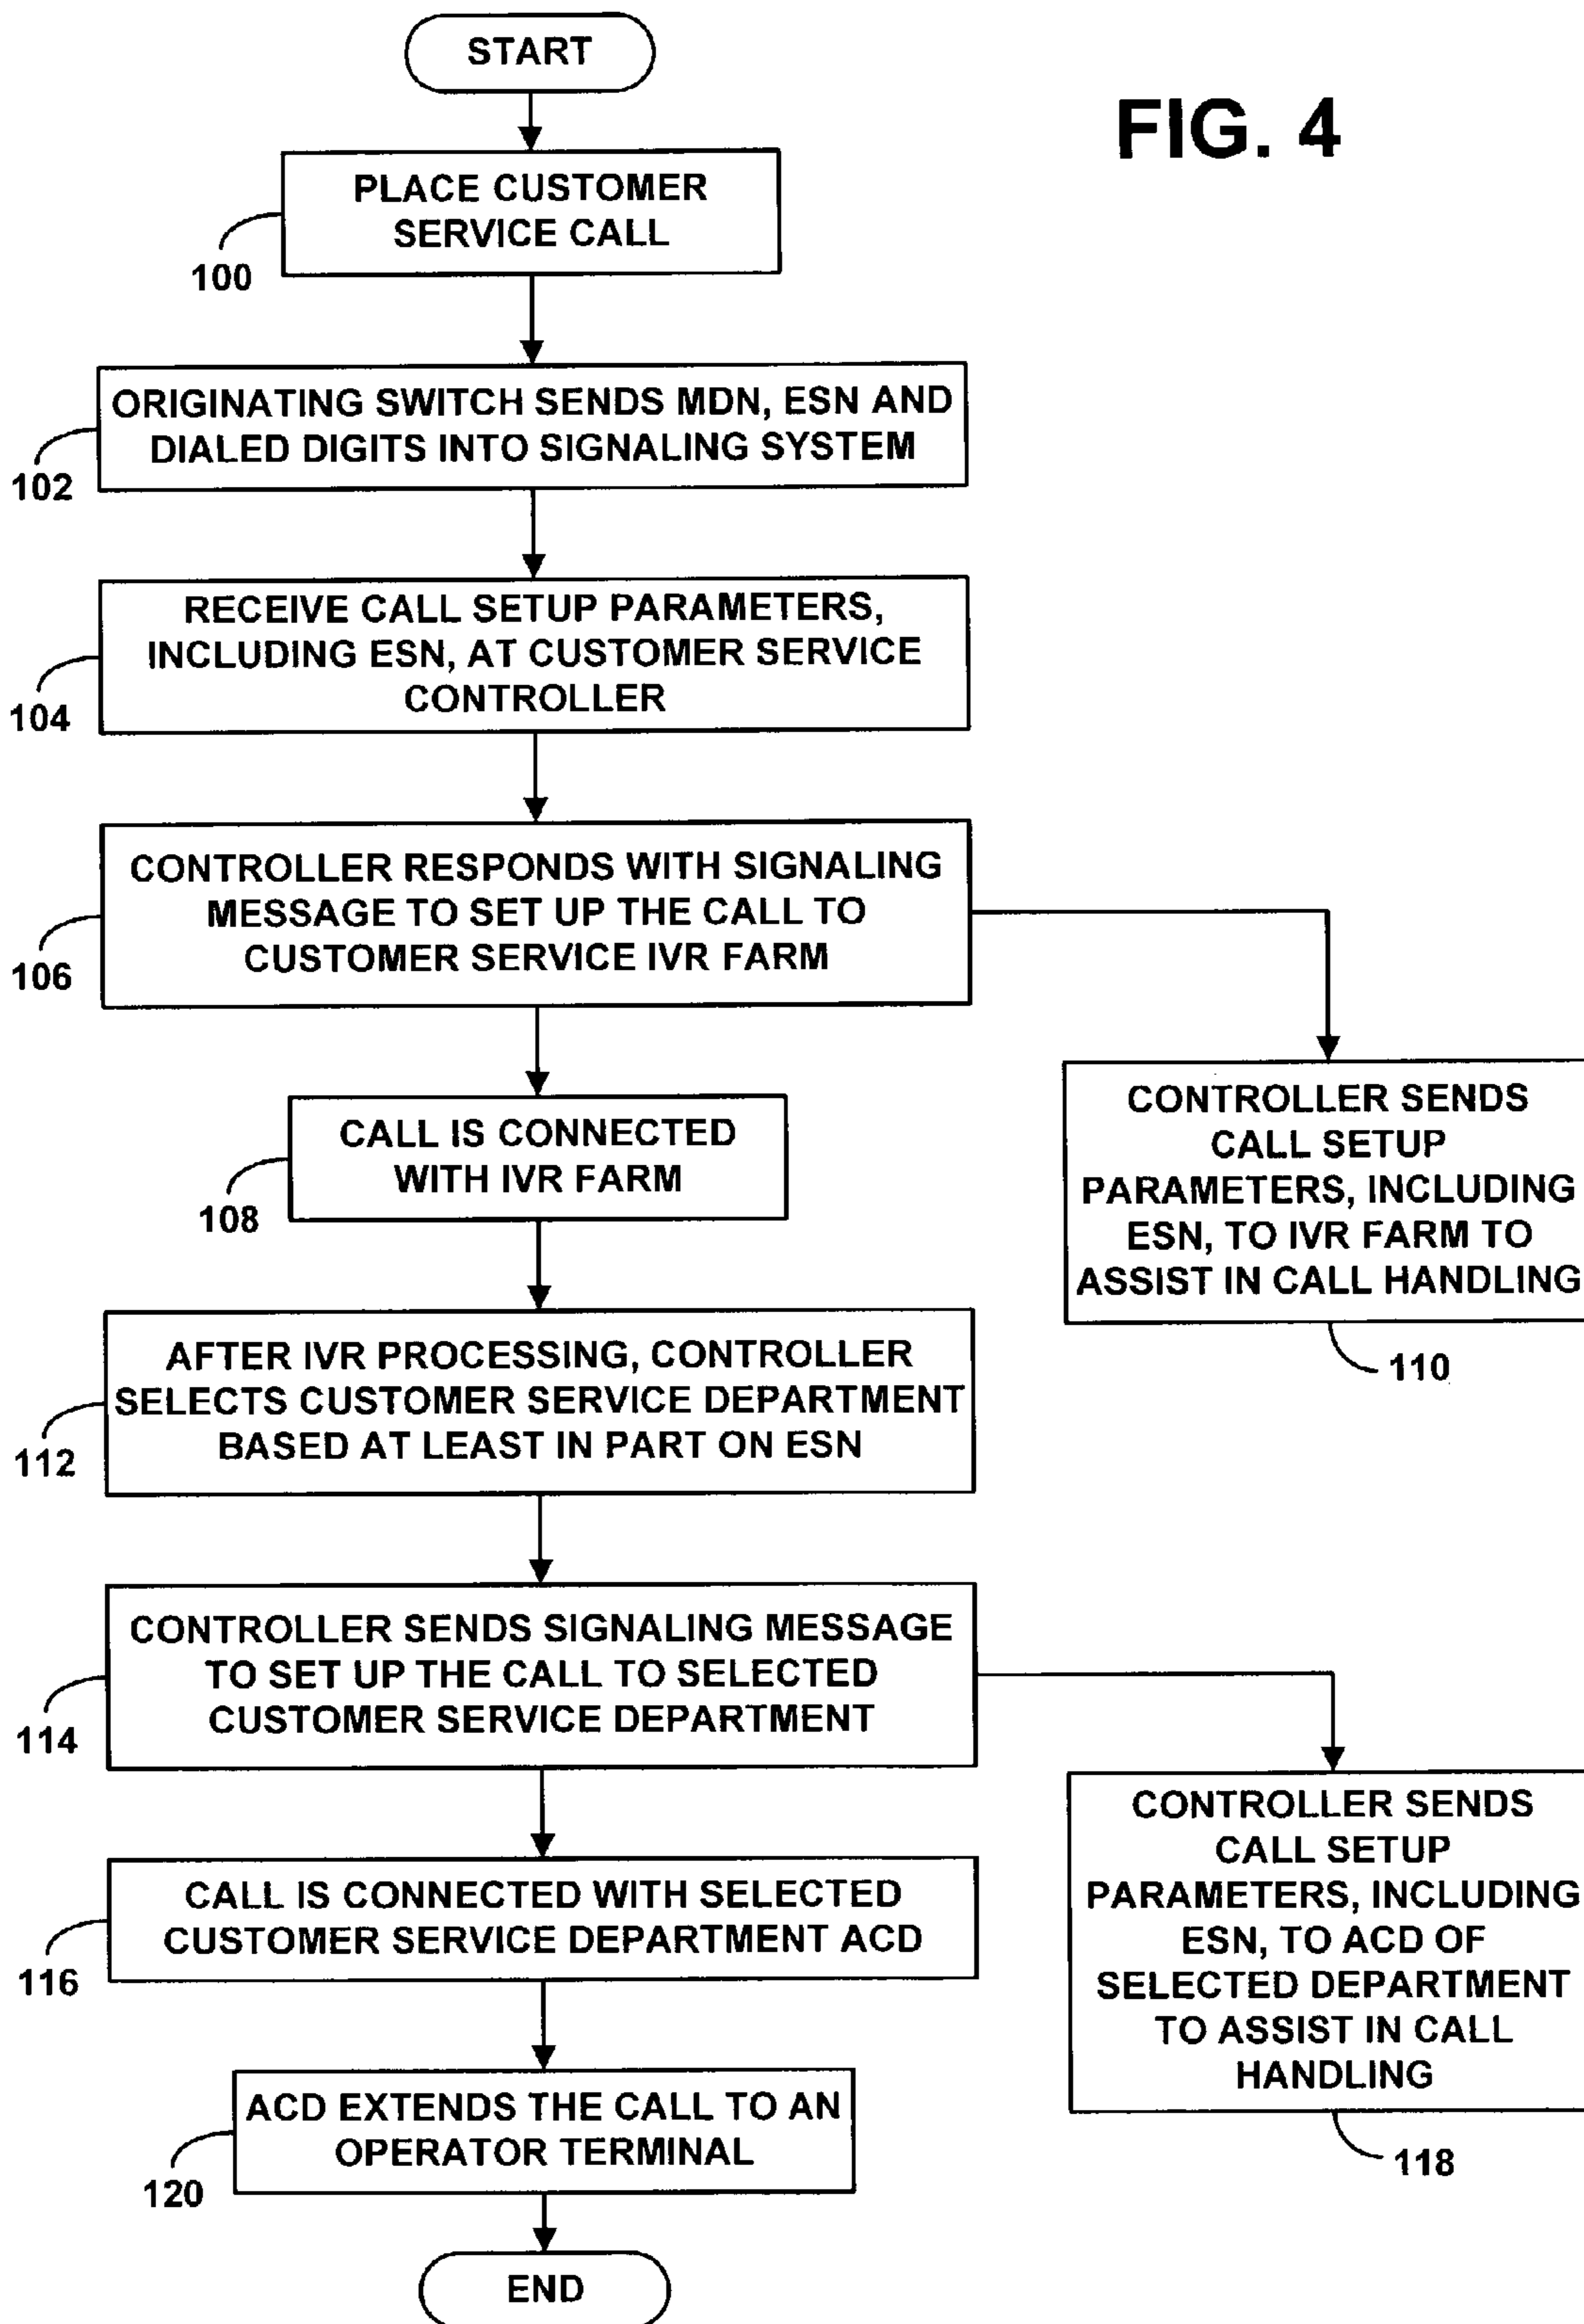 START
FIG. 4
PLACE CUSTOMER
SERVICE CALL
100
ORIGINATING SWITCH SENDS MDN, ESN AND
DIALED DIGITS INTO SIGNALING SYSTEM
102
RECEIVE CALL SETUP PARAMETERS,
INCLUDING ESN, AT CUSTOMER SERVICE
CONTROLLER
104
CONTROLLER RESPONDS WITH SIGNALING
MESSAGE TO SET UP THE CALL TO
CUSTOMER SERVICE IVR FARM
106
CALL IS CONNECTED
WITH IVR FARM
108
CONTROLLER SENDS
CALL SETUP
PARAMETERS, INCLUDING
ESN, TO IVR FARM TO
ASSIST IN CALL HANDLING
110
AFTER IVR PROCESSING, CONTROLLER
SELECTS CUSTOMER SERVICE DEPARTMENT
BASED AT LEAST IN PART ON ESN
112
CONTROLLER SENDS SIGNALING MESSAGE
TO SET UP THE CALL TO SELECTED
CUSTOMER SERVICE DEPARTMENT
114
CALL IS CONNECTED WITH SELECTED
CUSTOMER SERVICE DEPARTMENT ACD
116
CONTROLLER SENDS
CALL SETUP
PARAMETERS, INCLUDING
ESN, TO ACD OF
SELECTED DEPARTMENT
TO ASSIST IN CALL
HANDLING
118
ACD EXTENDS THE CALL TO AN
OPERATOR TERMINAL
120
END